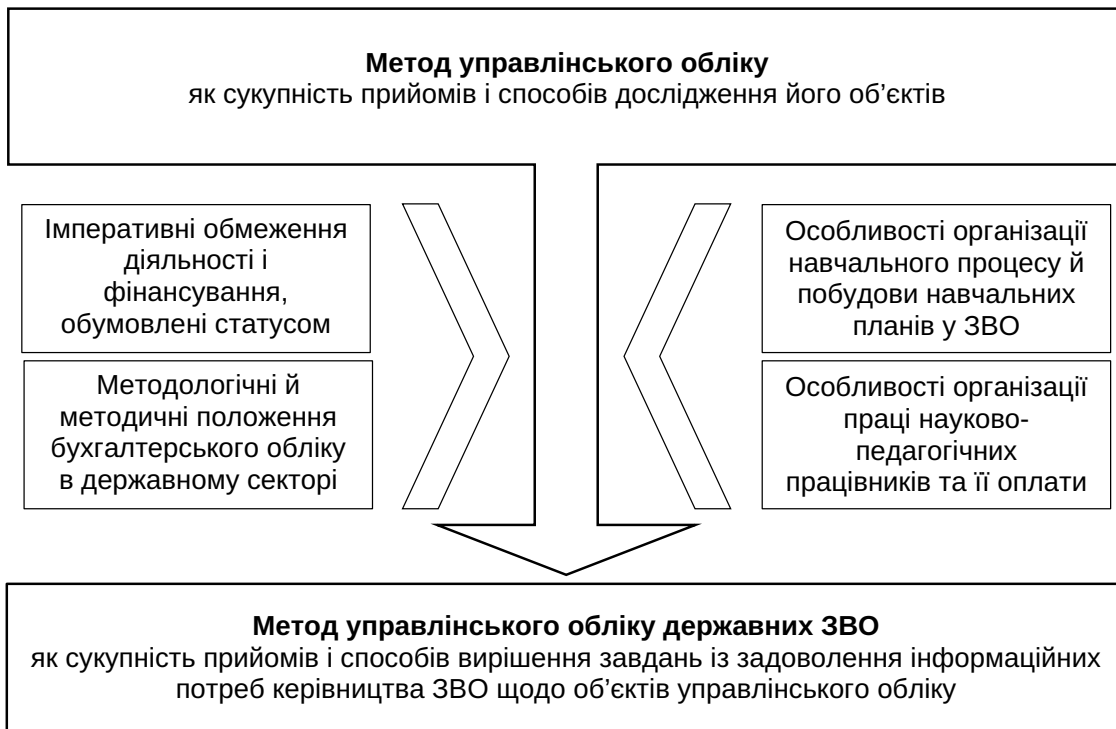 Метод управлінського обліку
як сукупність прийомів і способів дослідження його об’єктів
Імперативні обмеження
діяльності і
фінансування,
обумовлені статусом
Методологічні й
методичні положення
бухгалтерського обліку
в державному секторі
Особливості організації
навчального процесу й
побудови навчальних
планів у ЗВО
Особливості організації
праці науково-
педагогічних
працівників та її оплати
Метод управлінського обліку державних ЗВО
як сукупність прийомів і способів вирішення завдань із задоволення інформаційних
потреб керівництва ЗВО щодо об’єктів управлінського обліку